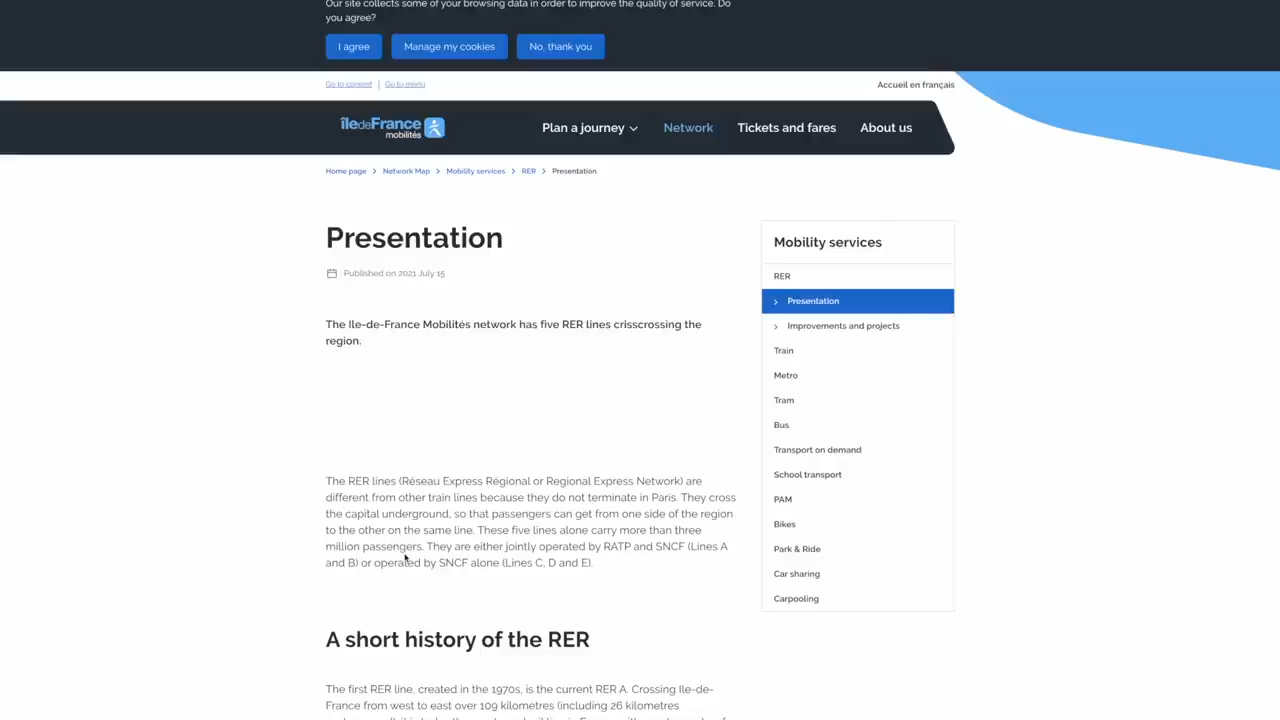 Our site collects some of your browsing data in order to improve the quality of service. Do
you agree?
I agree
Manage my cookies
No, thank you
Go to content
Go to menu
Accueil en français
îledeFrance
mobilités
Plan a journey
Network
Tickets and fares
About us
Home page
Network Map
Mobility services
RER
Presentation
Presentation
Published on 2021 July 15
The Ile-de-France Mobilités network has five RER lines crisscrossing the
region.
The RER lines (Réseau Express Régional or Regional Express Network) are
different from other train lines because they do not terminate in Paris. They cross
the capital underground, so that passengers can get from one side of the region
to the other on the same line. These five lines alone carry more than three
million passengers. They are either jointly operated by RATP and SNCF (Lines A
and B) or operated by SNCF alone (Lines C, D and E).
A short history of the RER
The first RER line, created in the 1970s, is the current RER A. Crossing Ile-de-
France from west to east over 109 kilometres (including 26 kilometres
Mobility services
RER
Presentation
Improvements and projects
Train
Metro
Tram
Bus
Transport on demand
School transport
PAM
Bikes
Park & Ride
Car sharing
Carpooling